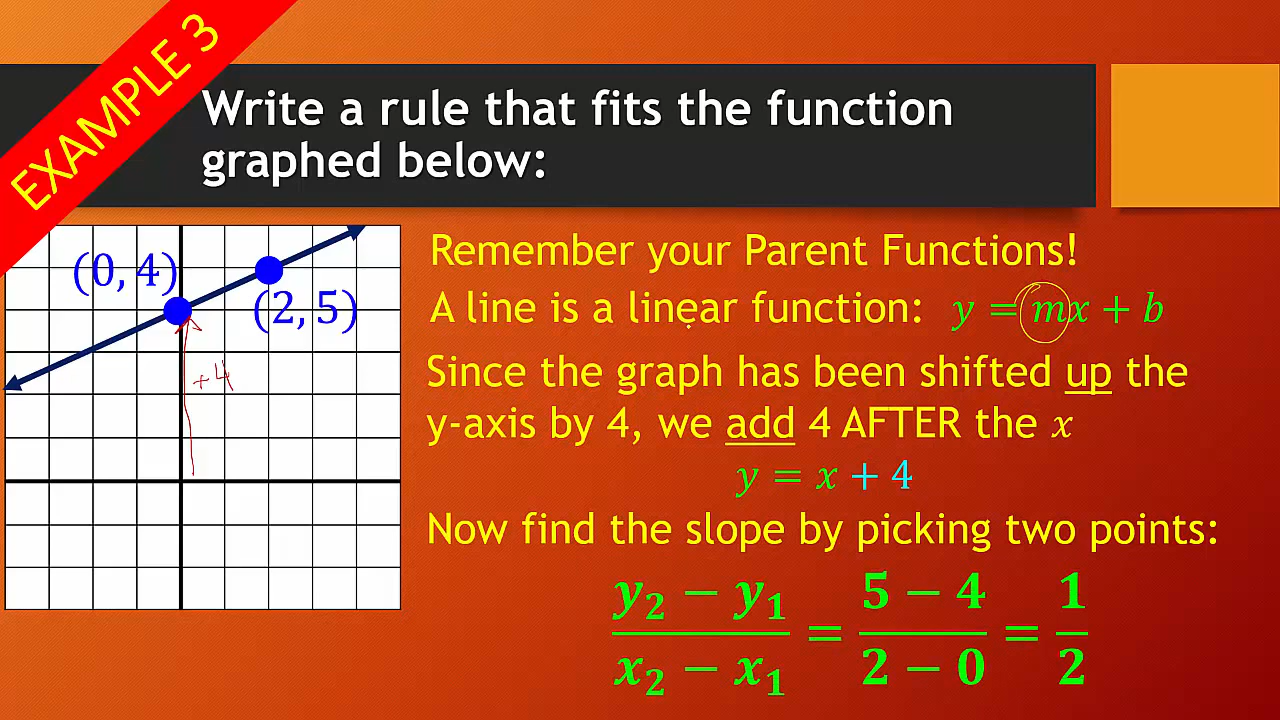 EXAMPLE 3
Write a rule that fits the function
graphed below:
(0, 4)
(2, 5)
+4
Remember your Parent Functions!
A line is a linear function: y = mx + b
Since the graph has been shifted up the
y-axis by 4, we add 4 AFTER the x
y = x + 4
Now find the slope by picking two points:
y₂ − y₁ / x₂ − x₁ = 5 − 4 / 2 − 0 = 1 / 2